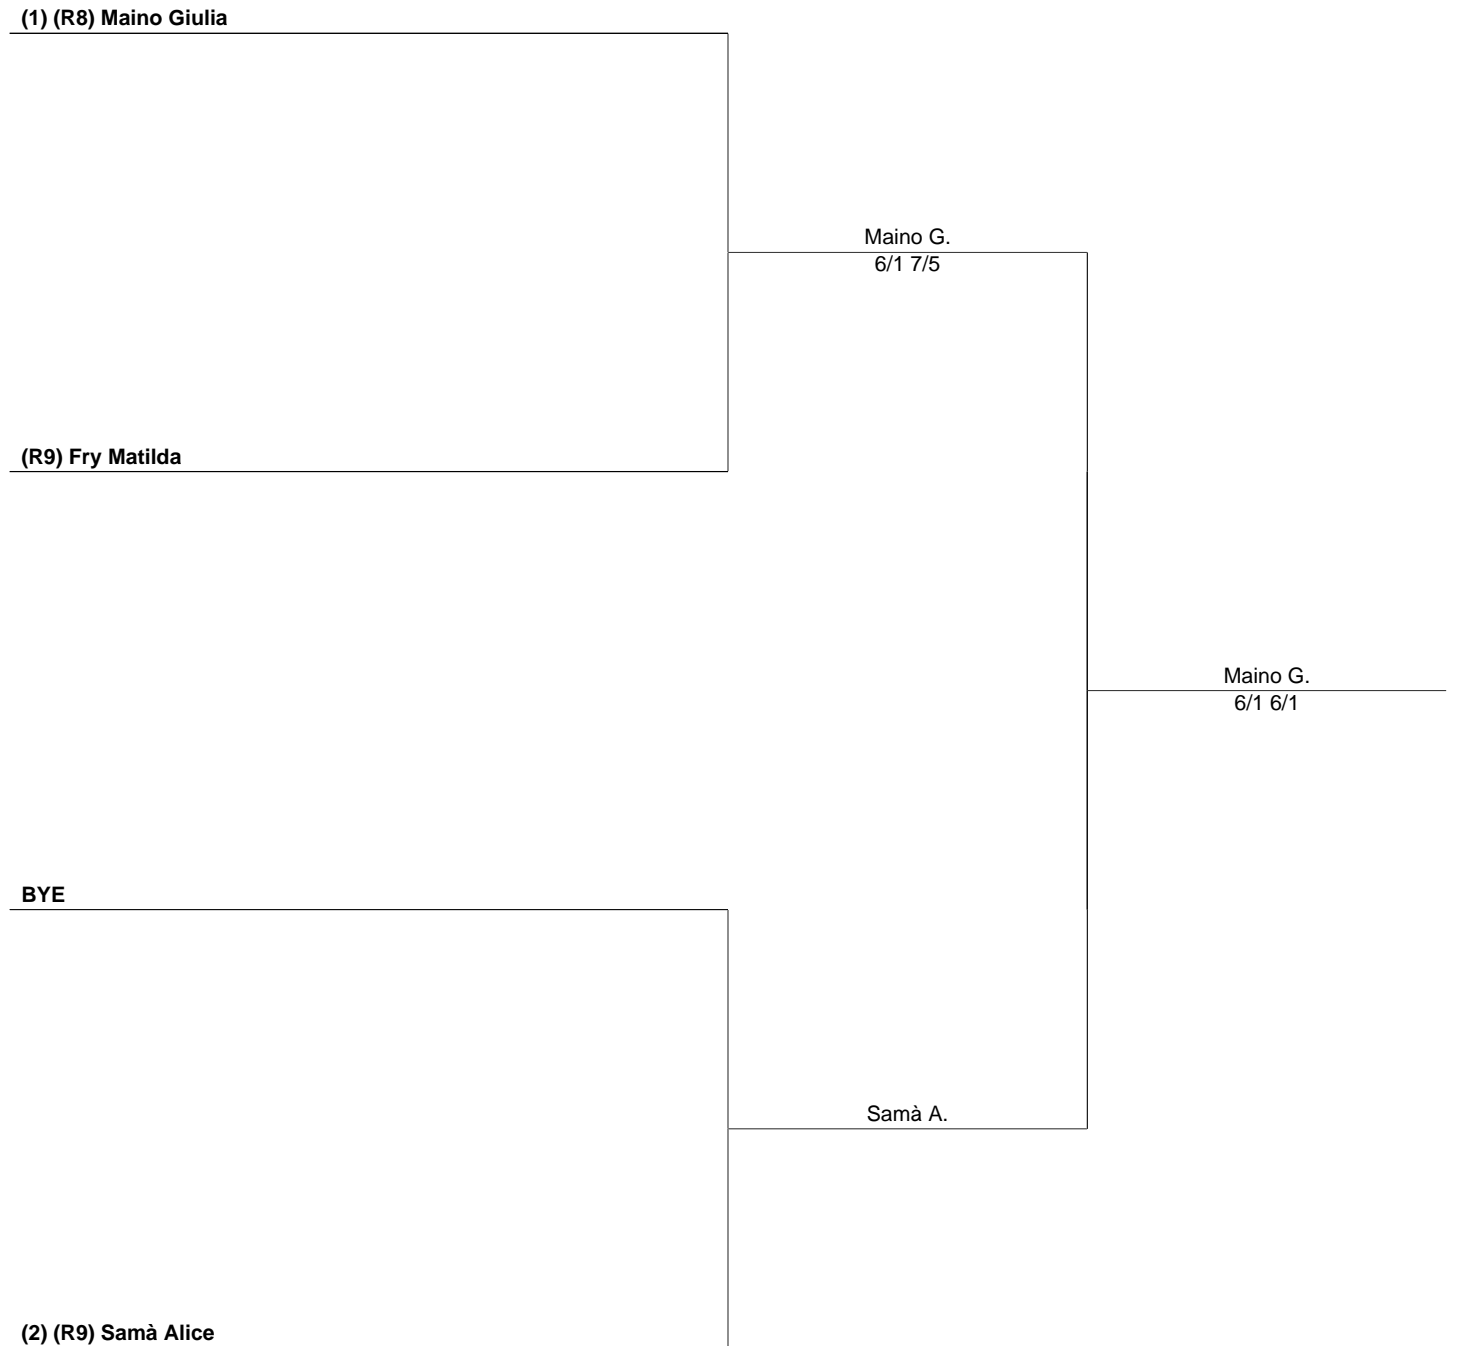 (1) (R8) Maino Giulia
Maino G.
6/1 7/5
(R9) Fry Matilda
Maino G.
6/1 6/1
BYE
Samà A.
(2) (R9) Samà Alice